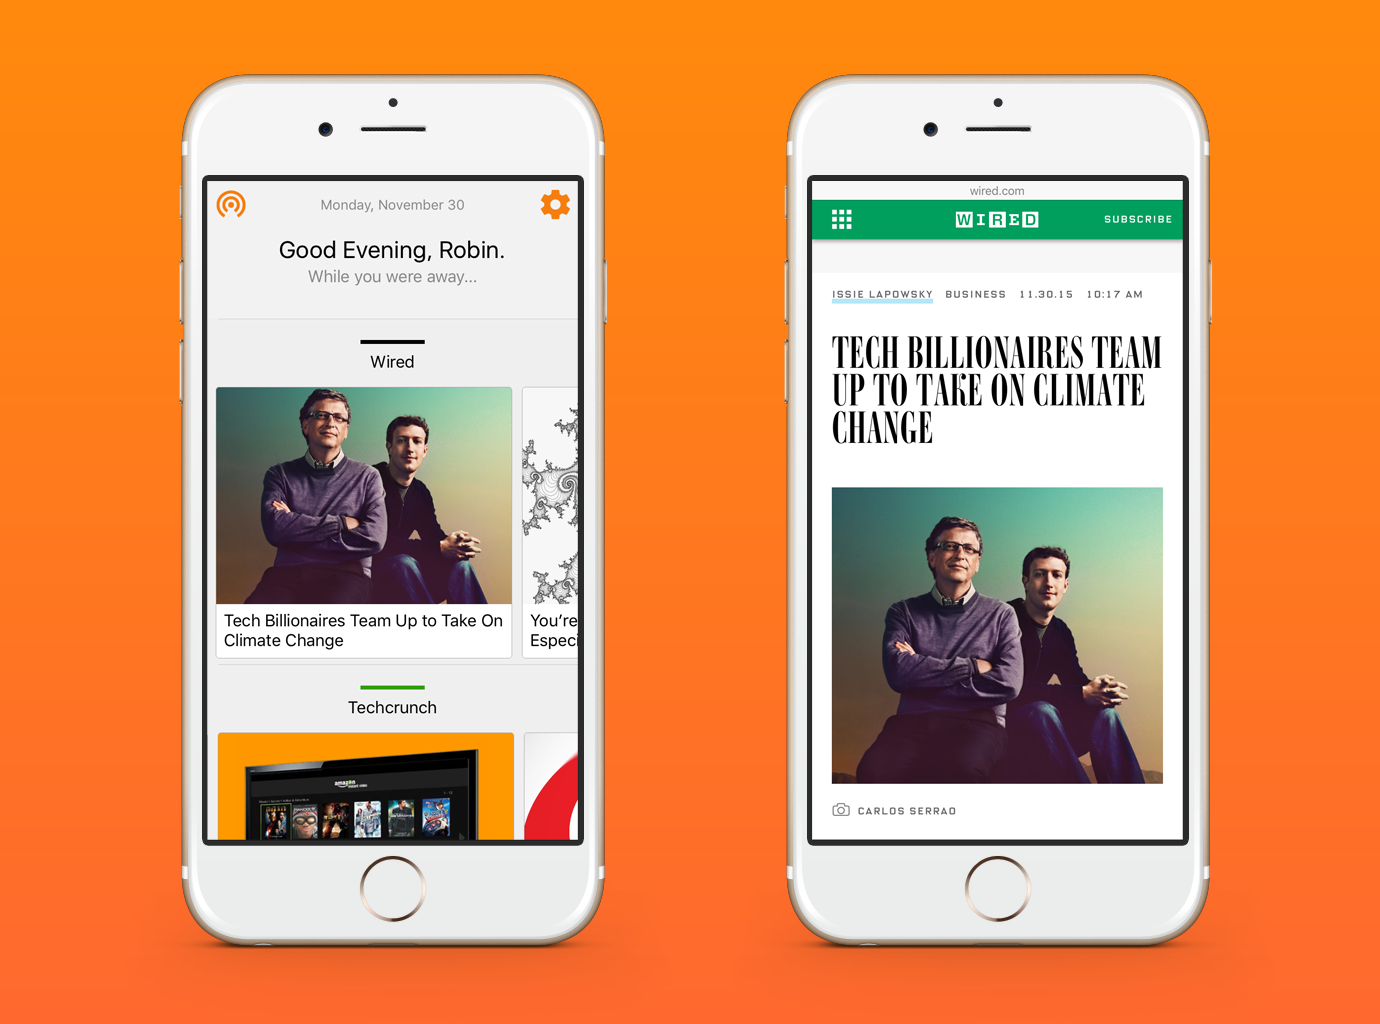 Monday, November 30
Good Evening, Robin.
While you were away...
Wired
Tech Billionaires Team Up to Take On
Climate Change
You're
Especi
Techcrunch
amazon
instant video
wired.com
WIRED
SUBSCRIBE
ISSIE LAPOWSKY BUSINESS 11.30.15 10:17 AM
TECH BILLIONAIRES TEAM
UP TO TAKE ON CLIMATE
CHANGE
CARLOS SERRAO